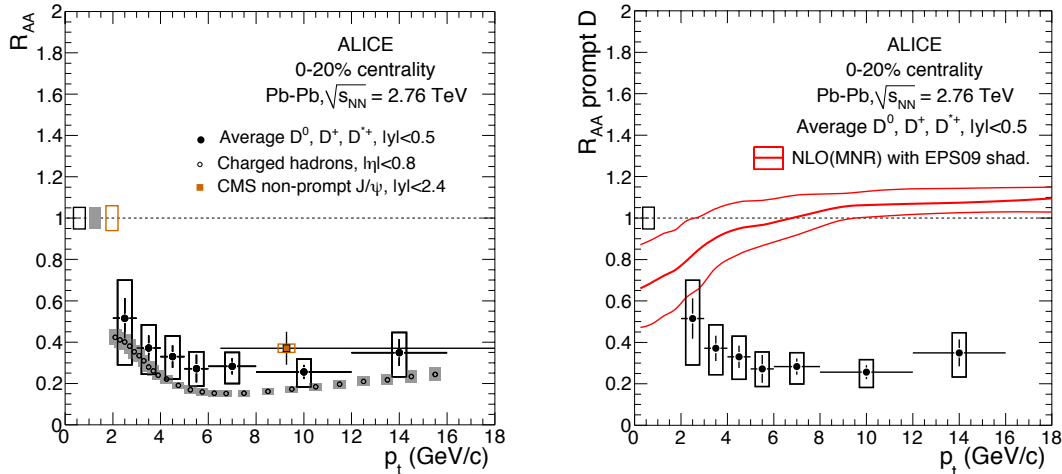 R_AA
2
1.8
1.6
1.4
1.2
1
0.8
0.6
0.4
0.2
0
ALICE
0-20% centrality
Pb-Pb,√s_NN = 2.76 TeV
Average D⁰, D⁺, D*⁺, |y|<0.5
Charged hadrons, |η|<0.8
CMS non-prompt J/ψ, |y|<2.4
0 2 4 6 8 10 12 14 16 18
p_t (GeV/c)
R_AA prompt D
2
1.8
1.6
1.4
1.2
1
0.8
0.6
0.4
0.2
0
ALICE
0-20% centrality
Pb-Pb,√s_NN = 2.76 TeV
Average D⁰, D⁺, D*⁺, |y|<0.5
NLO(MNR) with EPS09 shad.
0 2 4 6 8 10 12 14 16 18
p_t (GeV/c)